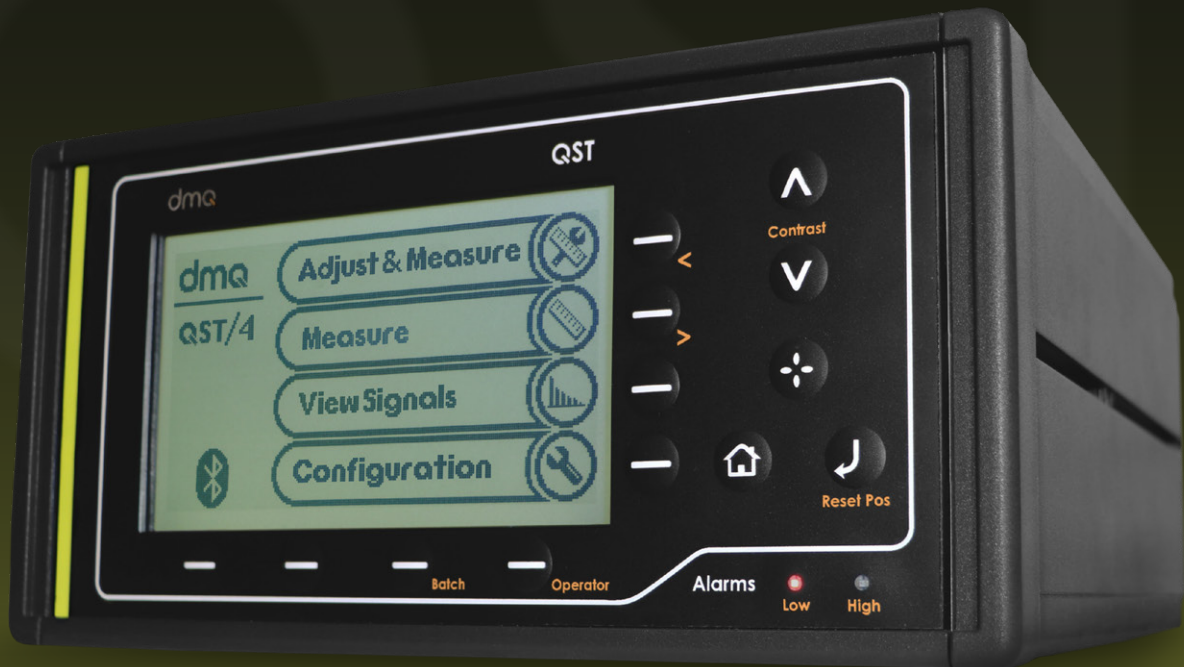 QST
dmq
dmq
QST/4
Adjust & Measure
Measure
View Signals
Configuration
<
>
Contrast
Reset Pos
Batch
Operator
Alarms
Low
High